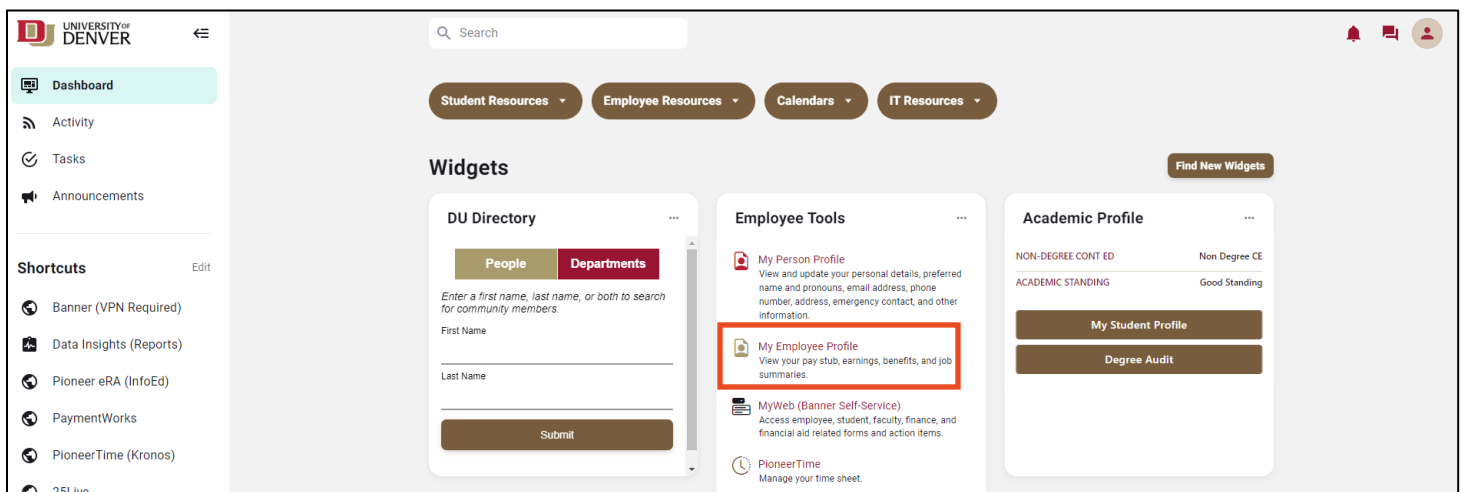 UNIVERSITY OF
DENVER
Search
Dashboard
Activity
Tasks
Announcements
Shortcuts
Edit
Banner (VPN Required)
Data Insights (Reports)
Pioneer eRA (InfoEd)
PaymentWorks
PioneerTime (Kronos)
25Live
Student Resources
Employee Resources
Calendars
IT Resources
Widgets
Find New Widgets
DU Directory
People
Departments
Enter a first name, last name, or both to search
for community members.
First Name
Last Name
Submit
Employee Tools
My Person Profile
View and update your personal details, preferred
name and pronouns, email address, phone
number, address, emergency contact, and other
information.
My Employee Profile
View your pay stub, earnings, benefits, and job
summaries.
MyWeb (Banner Self-Service)
Access employee, student, faculty, finance, and
financial aid related forms and action items.
PioneerTime
Manage your time sheet.
Academic Profile
NON-DEGREE CONT ED
Non Degree CE
ACADEMIC STANDING
Good Standing
My Student Profile
Degree Audit